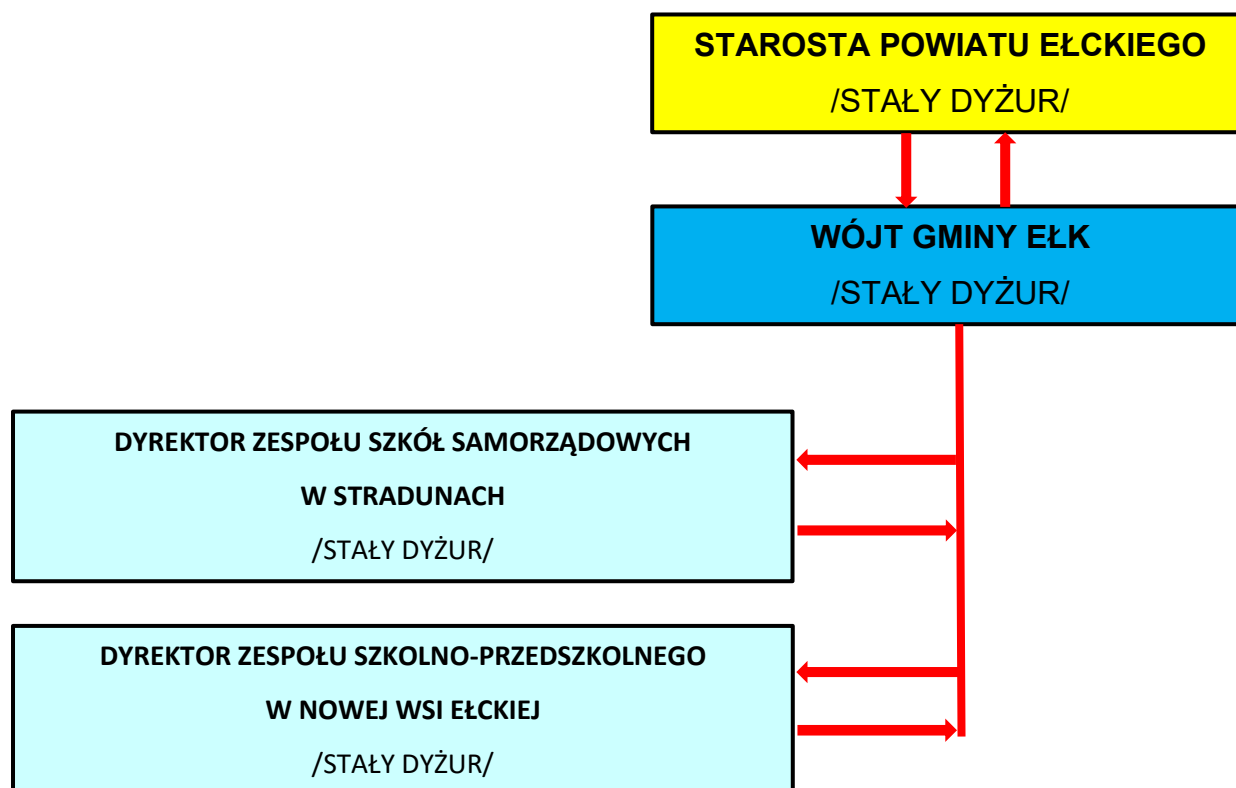 STAROSTA POWIATU EŁCKIEGO
/STAŁY DYŻUR/
WÓJT GMINY EŁK
/STAŁY DYŻUR/
DYREKTOR ZESPOŁU SZKÓŁ SAMORZĄDOWYCH
W STRADUNACH
/STAŁY DYŻUR/
DYREKTOR ZESPOŁU SZKOLNO-PRZEDSZKOLNEGO
W NOWEJ WSI EŁCKIEJ
/STAŁY DYŻUR/